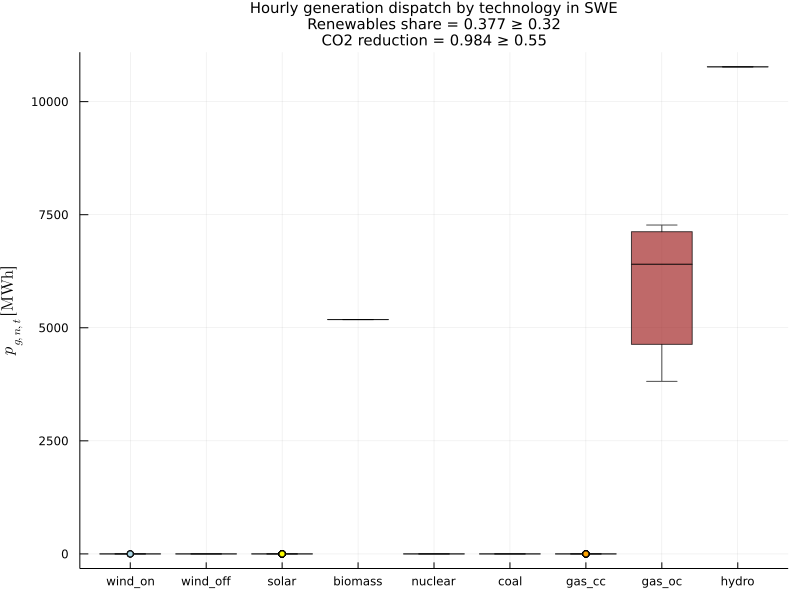 Hourly generation dispatch by technology in SWE
Renewables share = 0.377 ≥ 0.32
CO2 reduction = 0.984 ≥ 0.55
p_{g,n,t} [MWh]
10000
7500
5000
2500
0
wind_on wind_off solar biomass nuclear coal gas_cc gas_oc hydro